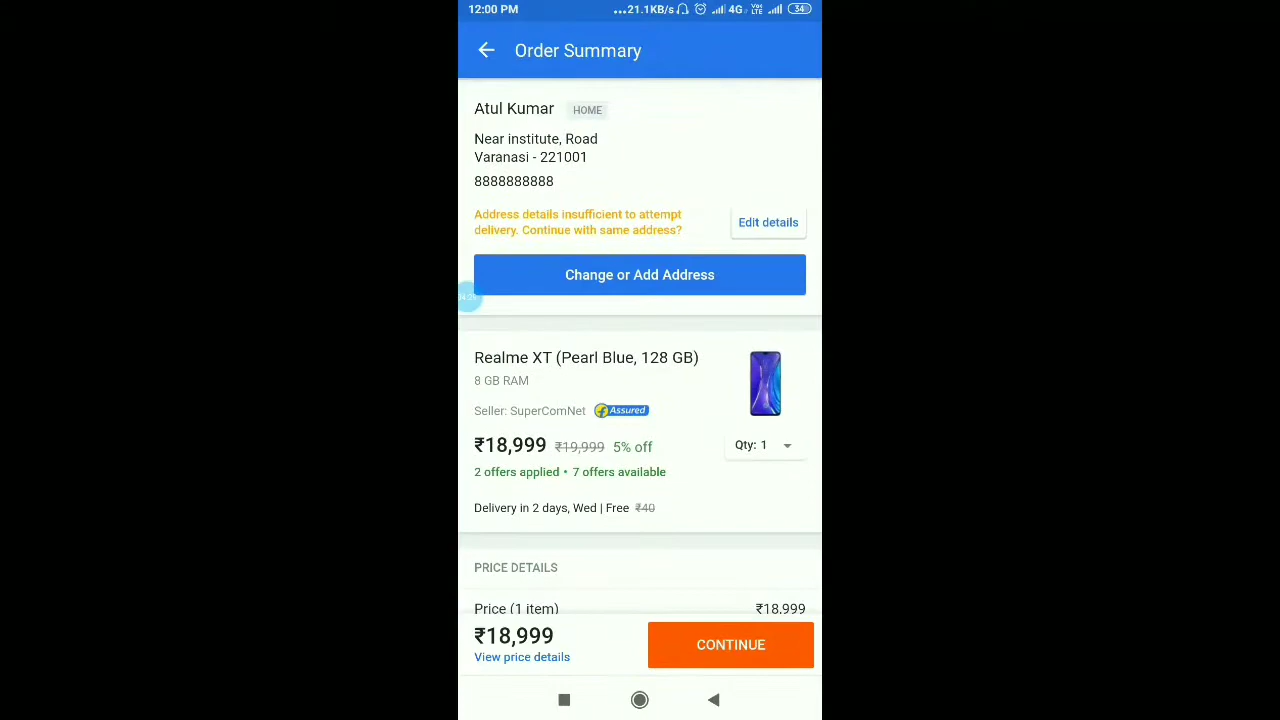 12:00 PM
...21.1KB/s 4G VoLTE 34
Order Summary
Atul Kumar HOME
Near institute, Road
Varanasi - 221001
8888888888
Address details insufficient to attempt
delivery. Continue with same address?
Edit details
Change or Add Address
Realme XT (Pearl Blue, 128 GB)
8 GB RAM
Seller: SuperComNet f Assured
₹18,999 ₹19,999 5% off
Qty: 1
2 offers applied • 7 offers available
Delivery in 2 days, Wed | Free ₹40
PRICE DETAILS
Price (1 item) ₹18,999
₹18,999
View price details
CONTINUE